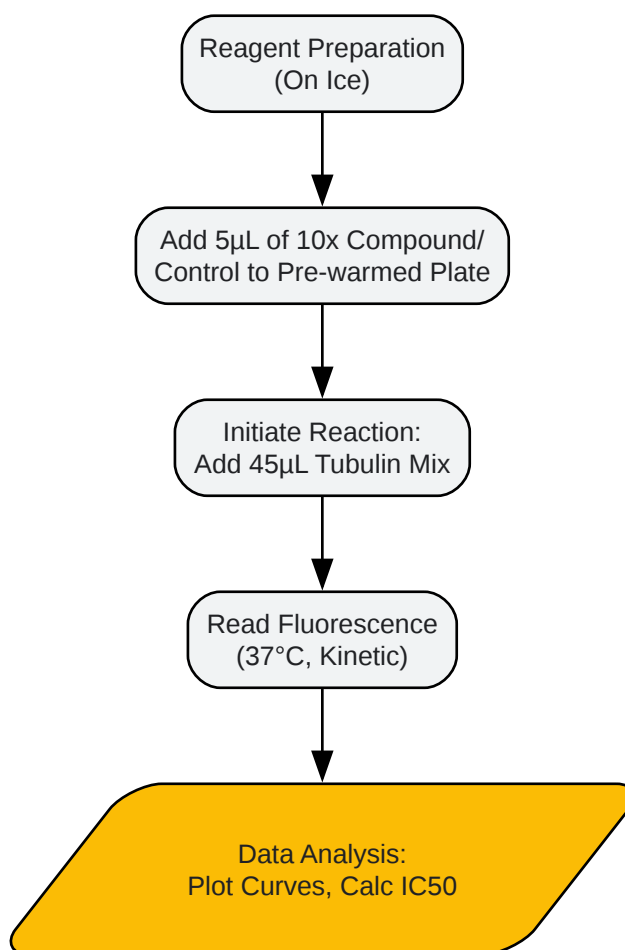 Reagent Preparation
(On Ice)
Add 5µL of 10x Compound/
Control to Pre-warmed Plate
Initiate Reaction:
Add 45µL Tubulin Mix
Read Fluorescence
(37°C, Kinetic)
Data Analysis:
Plot Curves, Calc IC50